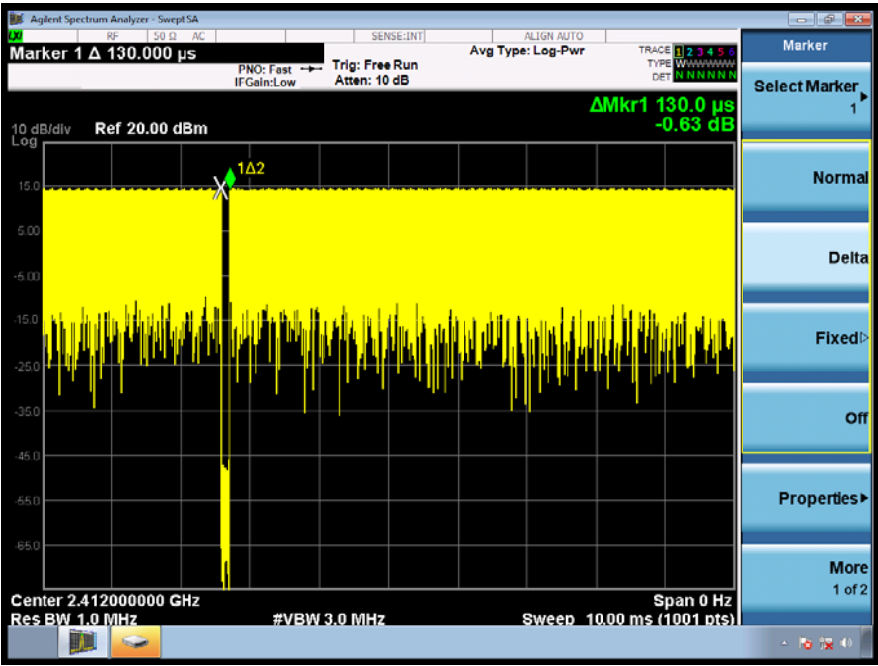 Agilent Spectrum Analyzer - Swept SA
LXI RF 50 Ω AC SENSE:INT ALIGN AUTO
Marker 1 Δ 130.000 µs
PNO: Fast
IFGain:Low
Trig: Free Run
Atten: 10 dB
Avg Type: Log-Pwr
TRACE 1 2 3 4 5 6
TYPE WWWWWW
DET N N N N N N
ΔMkr1 130.0 µs
-0.63 dB
10 dB/div Ref 20.00 dBm
Log
1Δ2
15.0
5.00
-5.00
-15.0
-25.0
-35.0
-45.0
-55.0
-65.0
Center 2.412000000 GHz Span 0 Hz
Res BW 1.0 MHz #VBW 3.0 MHz Sweep 10.00 ms (1001 pts)
Marker
Select Marker
1
Normal
Delta
Fixed
Off
Properties
More
1 of 2